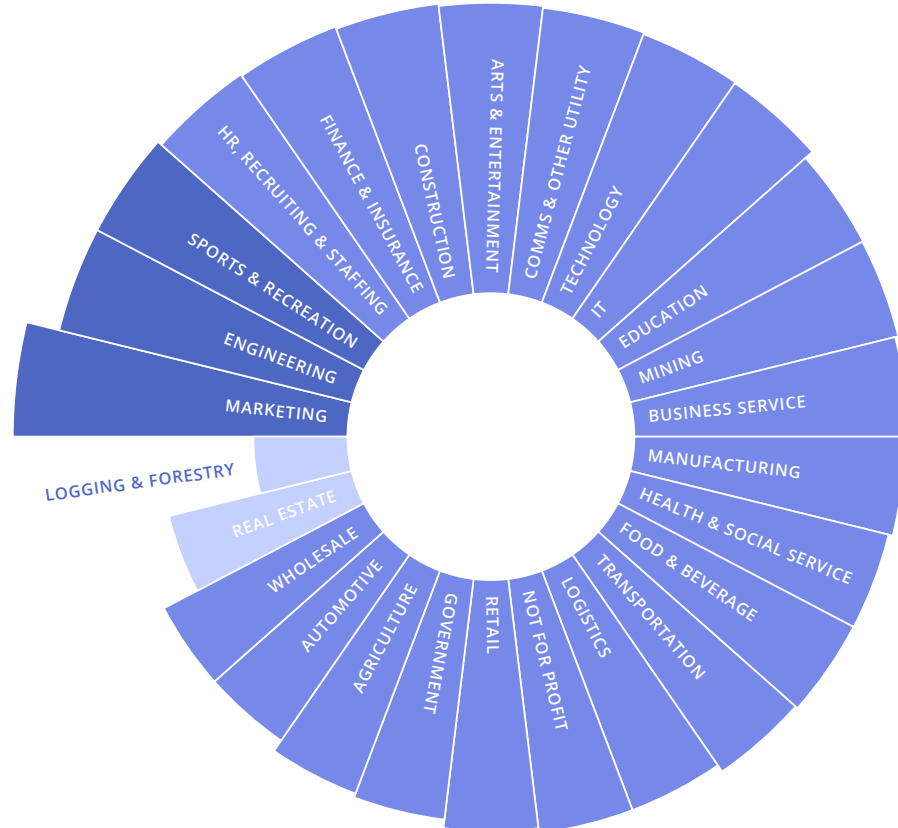 ARTS & ENTERTAINMENT
COMMS & OTHER UTILITY
TECHNOLOGY
IT
EDUCATION
MINING
BUSINESS SERVICE
MANUFACTURING
HEALTH & SOCIAL SERVICE
FOOD & BEVERAGE
TRANSPORTATION
LOGISTICS
NOT FOR PROFIT
RETAIL
GOVERNMENT
AGRICULTURE
AUTOMOTIVE
WHOLESALE
REAL ESTATE
LOGGING & FORESTRY
MARKETING
ENGINEERING
SPORTS & RECREATION
HR, RECRUITING & STAFFING
FINANCE & INSURANCE
CONSTRUCTION